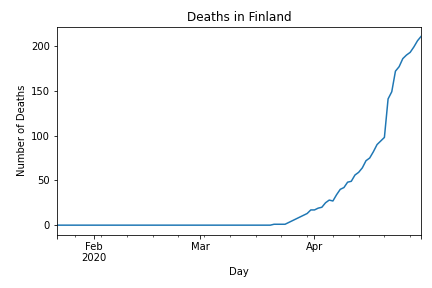 Deaths in Finland
Number of Deaths
200
150
100
50
0
Feb
2020
Mar
Apr
Day